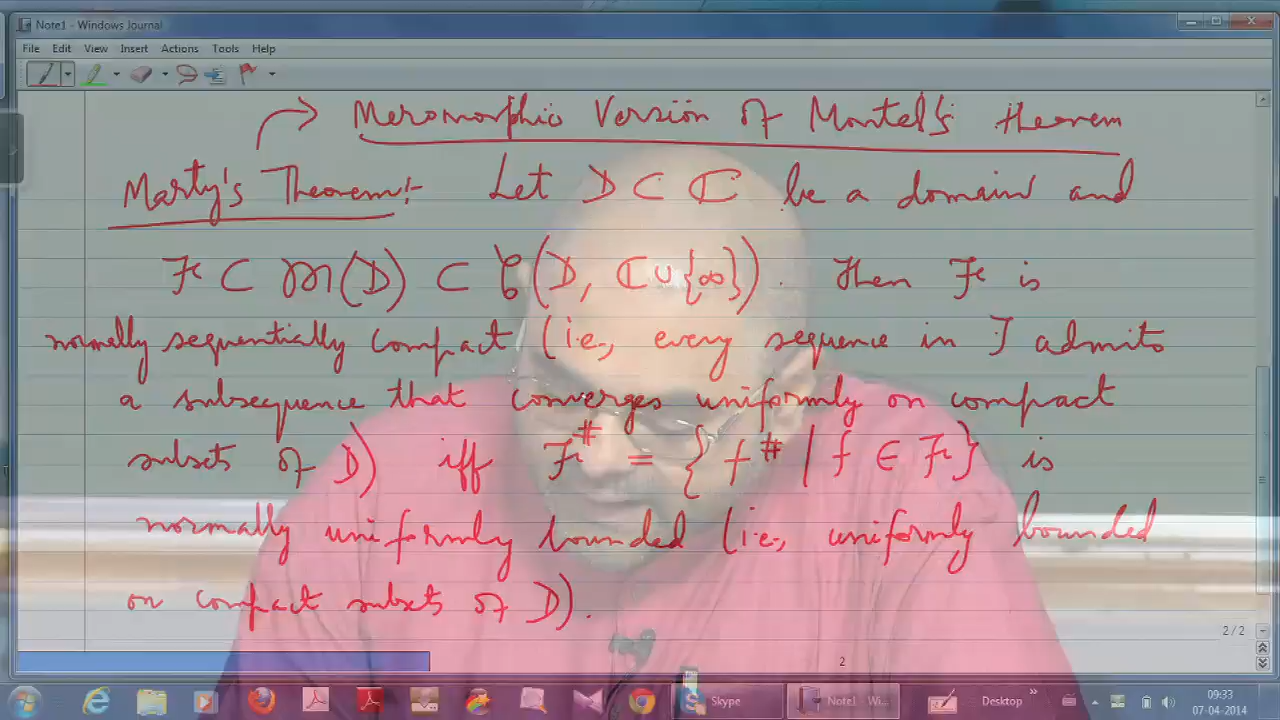 Note1 - Windows Journal
File Edit View Insert Actions Tools Help
Meromorphic Version of Montel's theorem
Marty's Theorem:- Let D ⊂ ℂ be a domain and
ℱ ⊂ 𝔐(D) ⊂ 𝒞(D, ℂ ∪ {∞}). Then ℱ is
normally sequentially compact (i.e., every sequence in ℱ admits
a subsequence that converges uniformly on compact
subsets of D) iff ℱ^# = {f^# | f ∈ ℱ} is
normally uniformly bounded (i.e., uniformly bounded
on compact subsets of D).
2/2
2
Skype Note1 - Wi... Desktop
09:33
07-04-2014